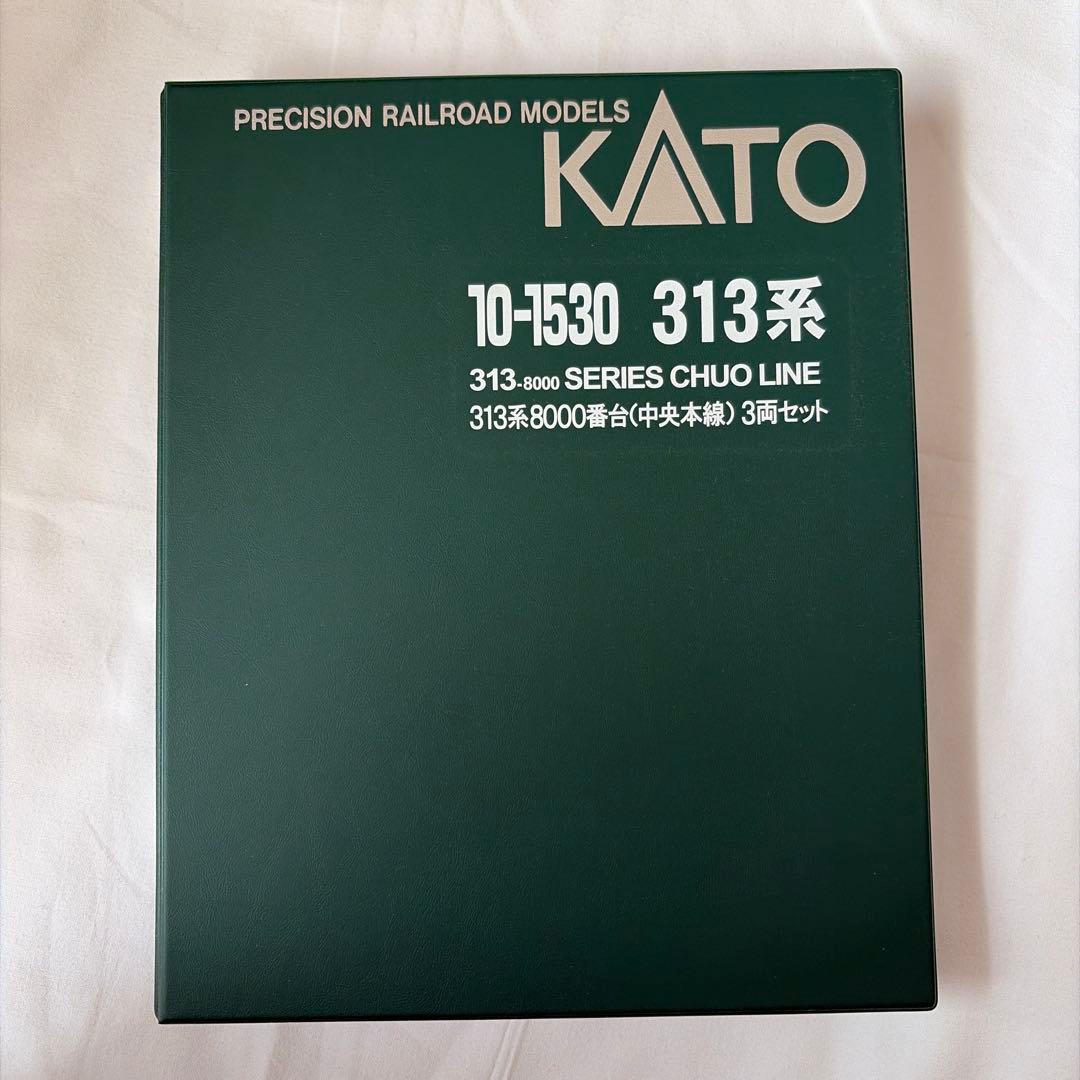 PRECISION RAILROAD MODELS
KATO
10-1530 313系
313-8000 SERIES CHUO LINE
313系8000番台(中央本線) 3両セット